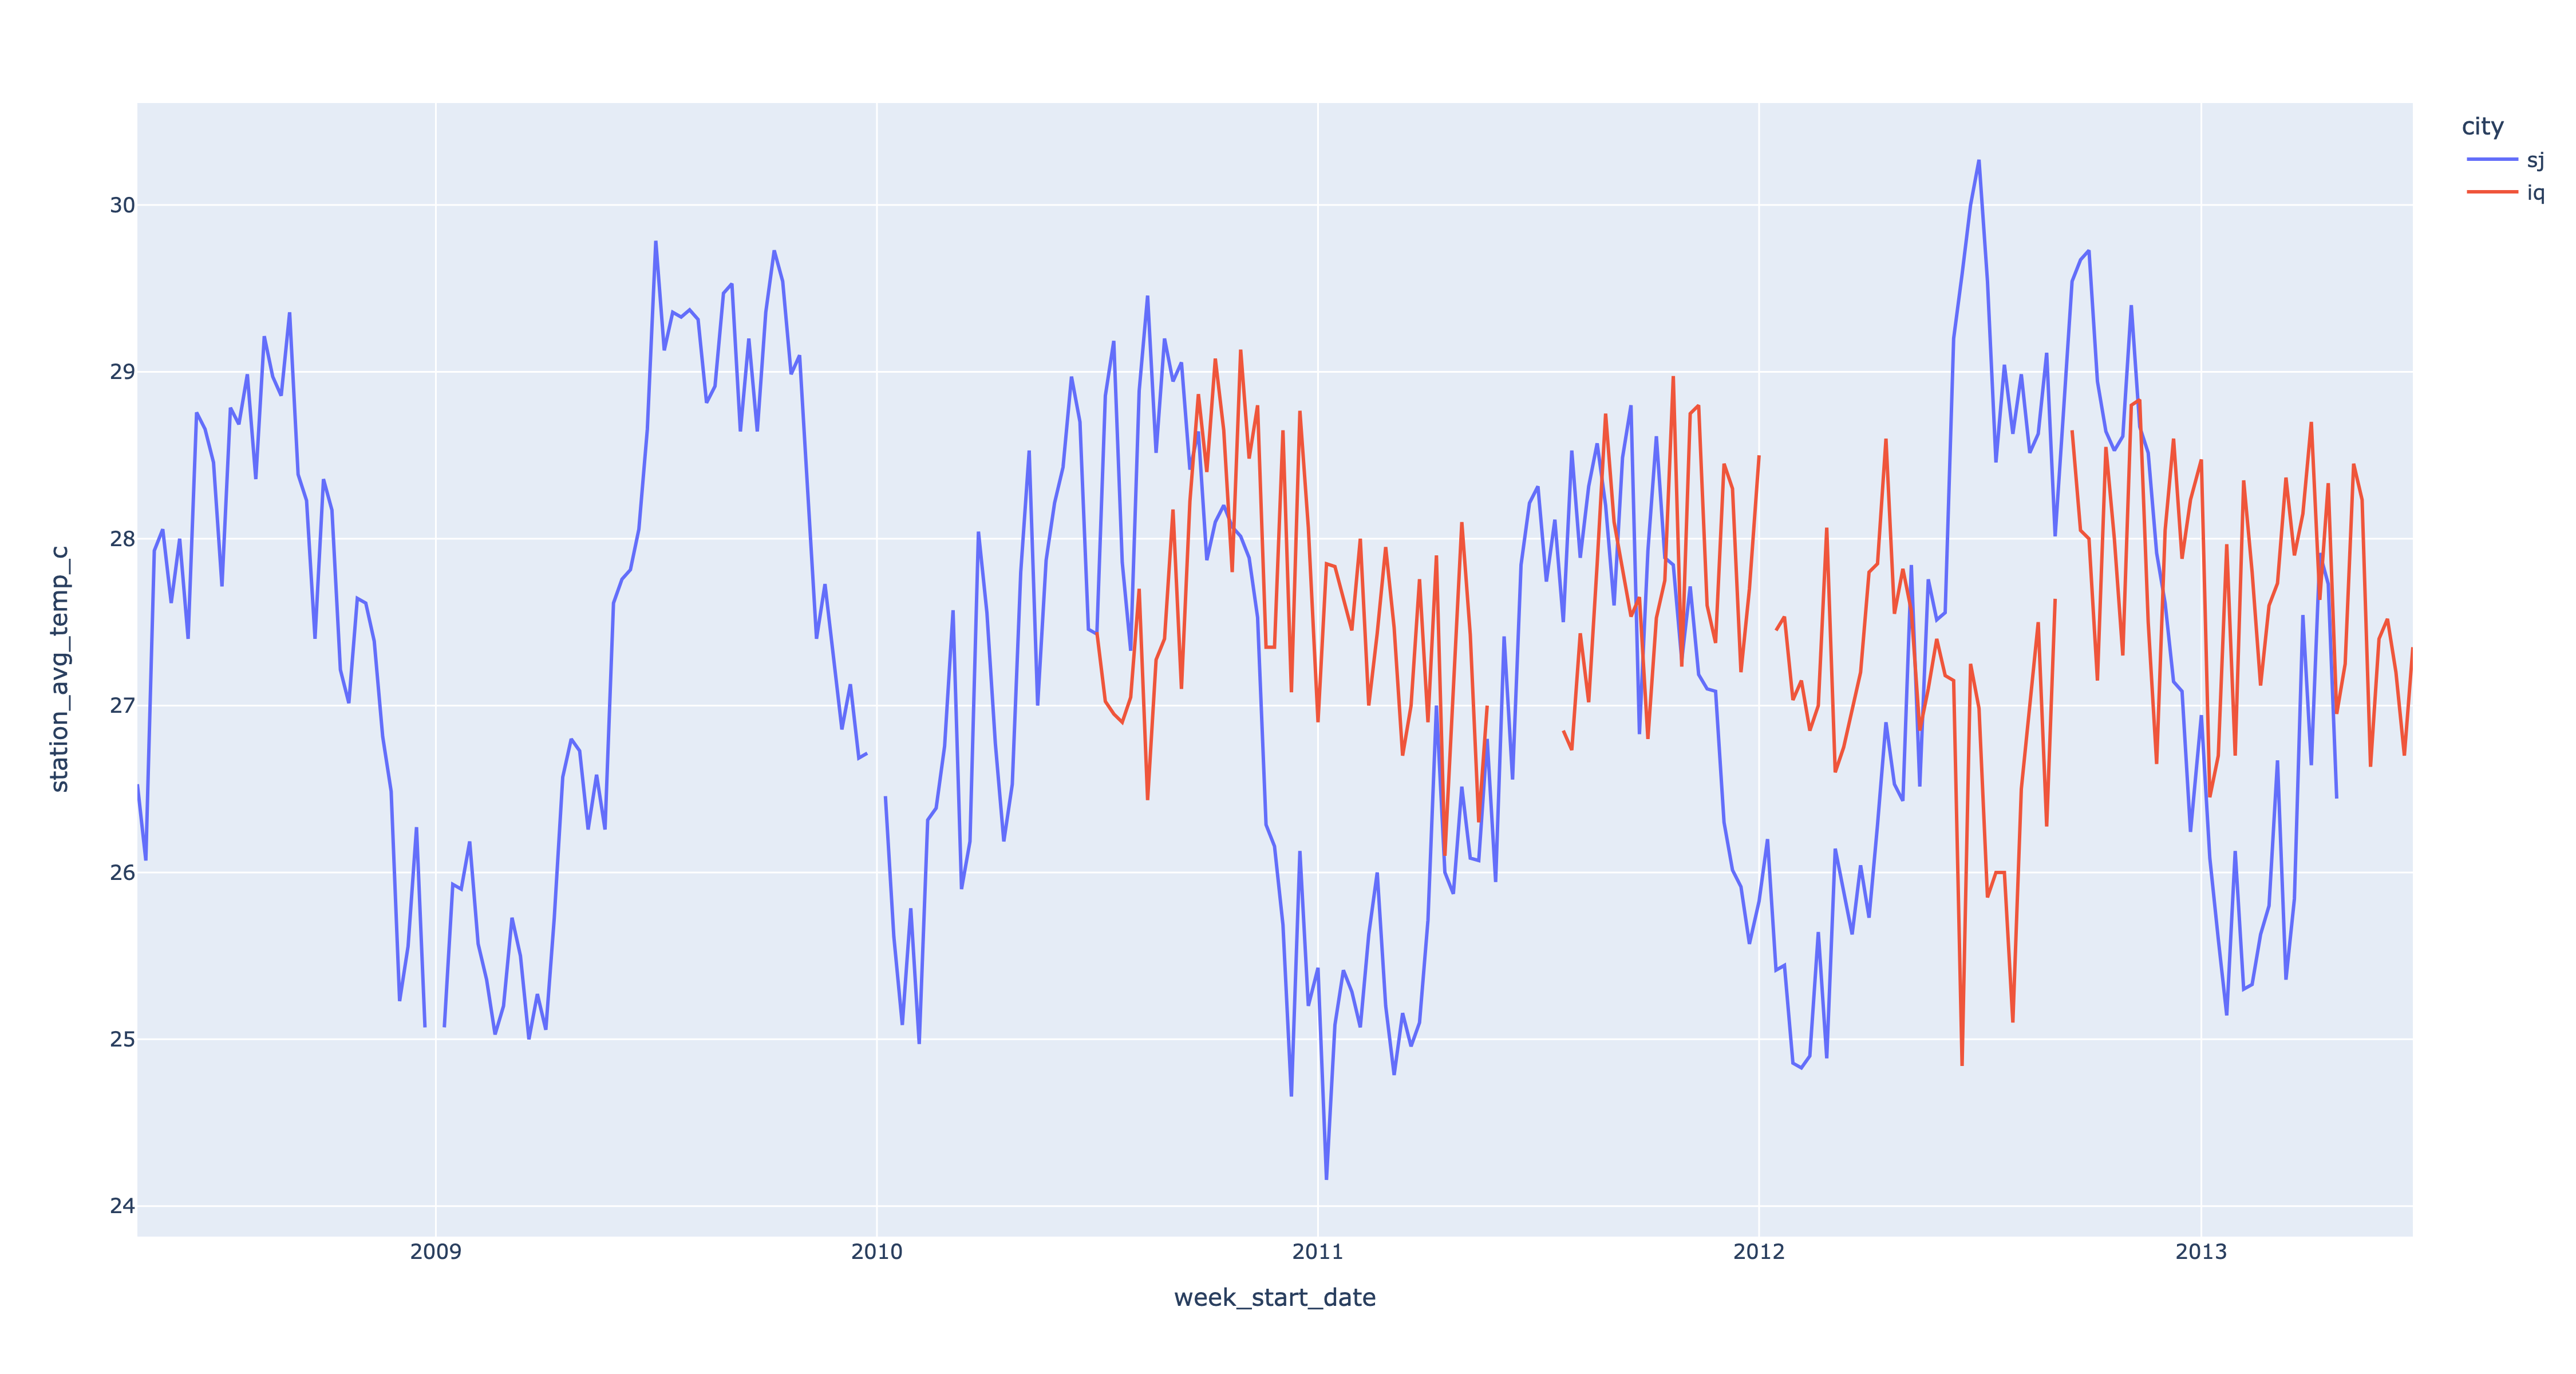 city
sj
iq
30
29
28
27
26
25
24
station_avg_temp_c
2009 2010 2011 2012 2013
week_start_date